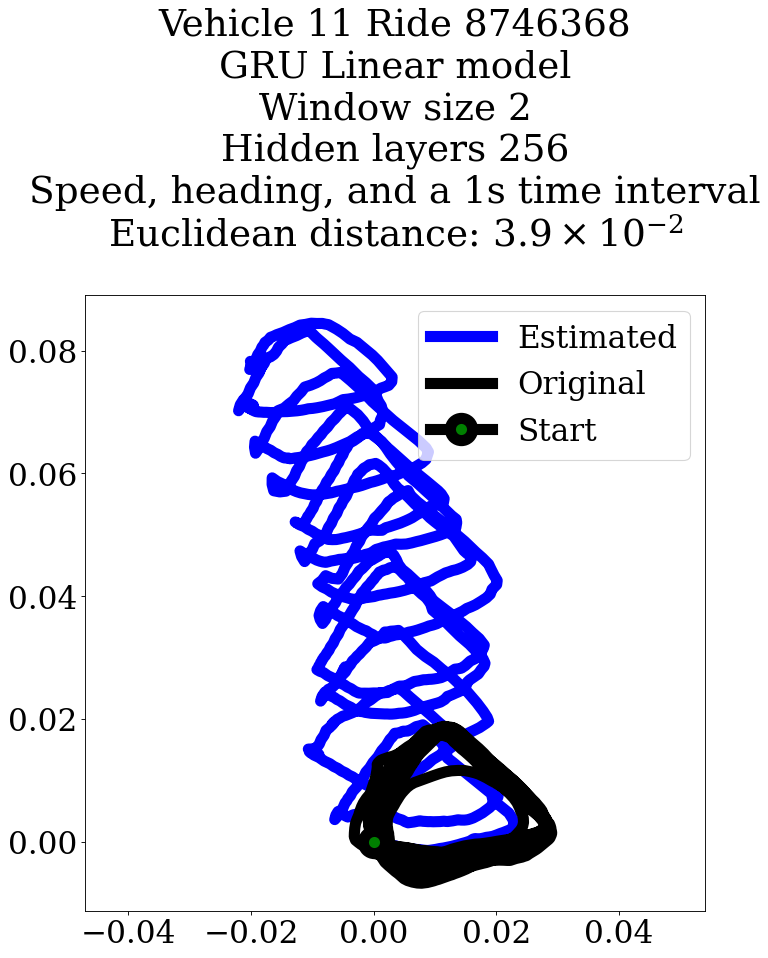 Vehicle 11 Ride 8746368
GRU Linear model
Window size 2
Hidden layers 256
Speed, heading, and a 1s time interval
Euclidean distance: 3.9 × 10⁻²
Estimated
Original
Start
0.08
0.06
0.04
0.02
0.00
−0.04 −0.02 0.00 0.02 0.04